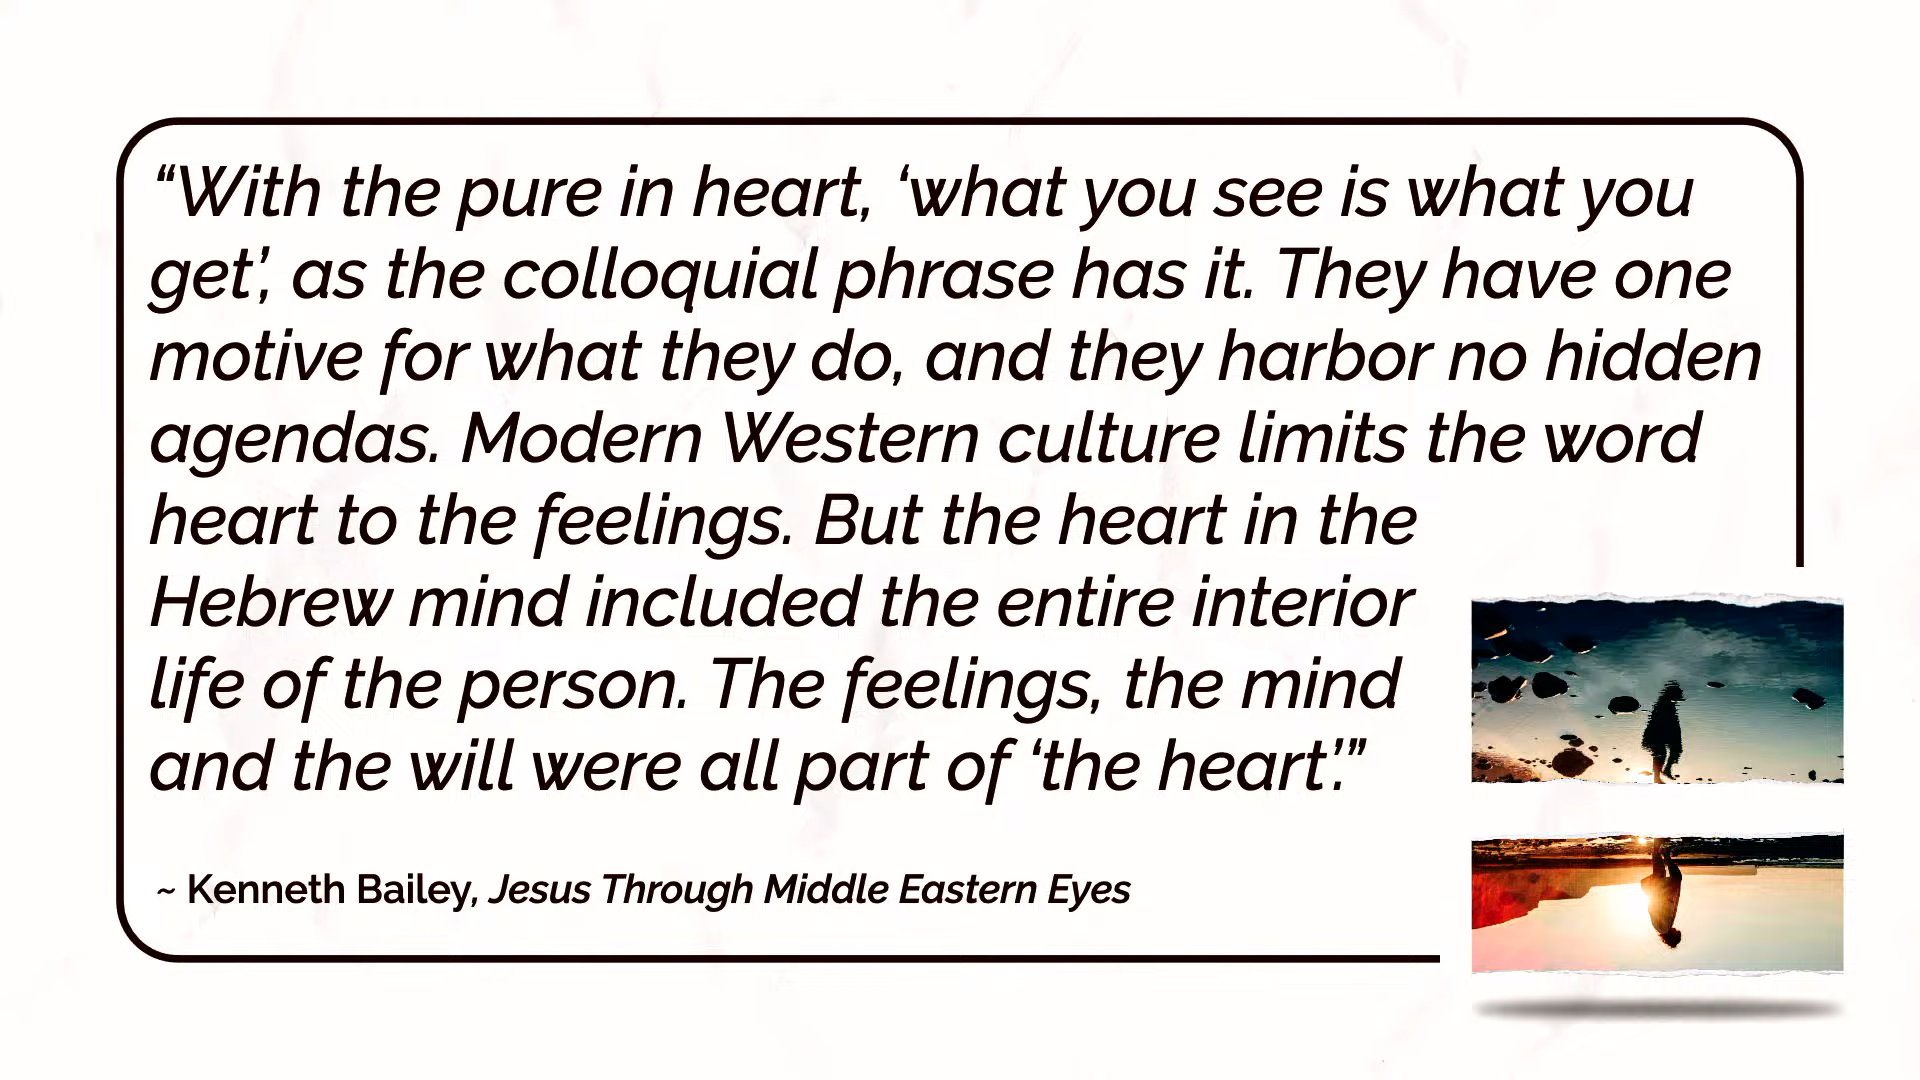 “With the pure in heart, ‘what you see is what you
get’, as the colloquial phrase has it. They have one
motive for what they do, and they harbor no hidden
agendas. Modern Western culture limits the word
heart to the feelings. But the heart in the
Hebrew mind included the entire interior
life of the person. The feelings, the mind
and the will were all part of ‘the heart’.”
~ Kenneth Bailey, Jesus Through Middle Eastern Eyes